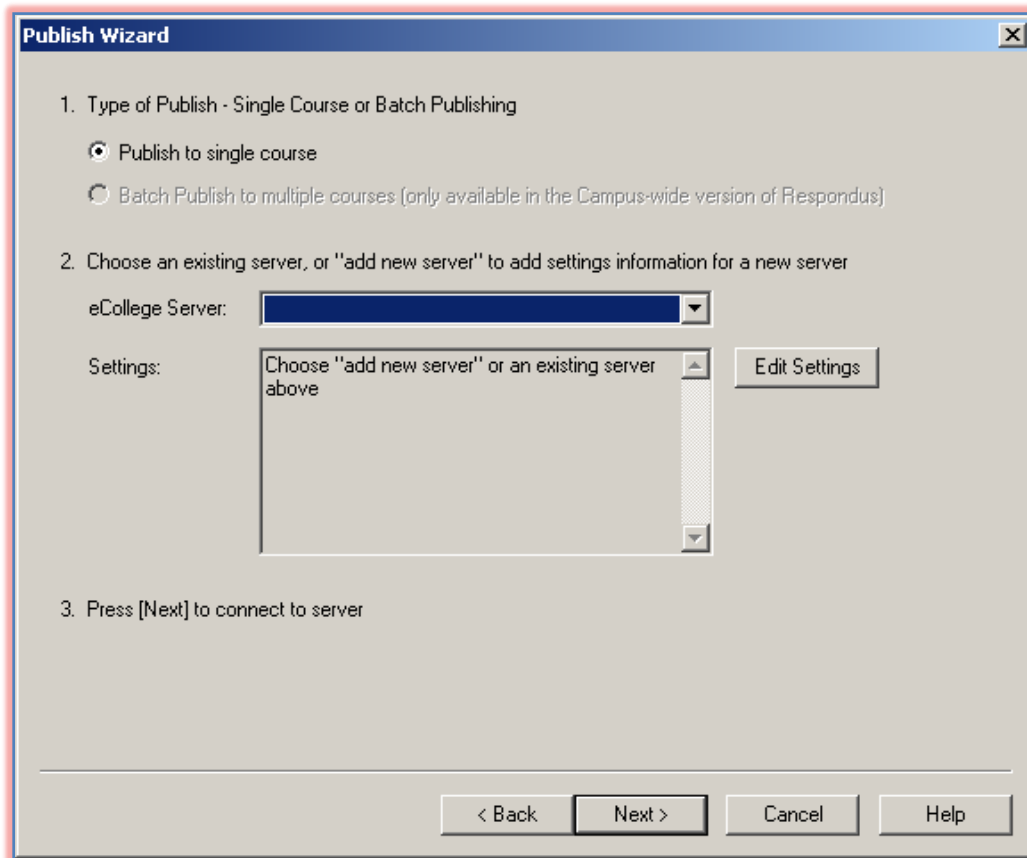 Publish Wizard
1. Type of Publish - Single Course or Batch Publishing
Publish to single course
Batch Publish to multiple courses (only available in the Campus-wide version of Respondus)
2. Choose an existing server, or "add new server" to add settings information for a new server
eCollege Server:
Settings:
Choose "add new server" or an existing server
above
Edit Settings
3. Press [Next] to connect to server
< Back
Next >
Cancel
Help